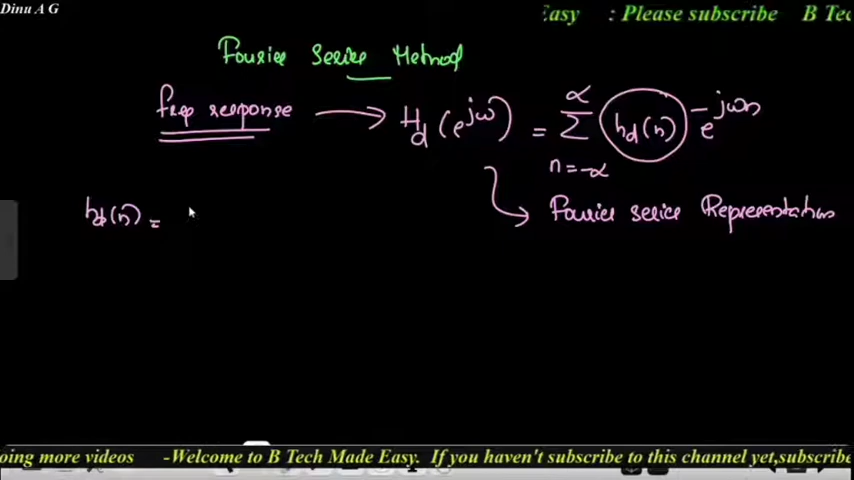 Dinu A G
Easy : Please subscribe B Tec
Fourier Series Method
freq response → H_d(e^{jω}) = Σ_{n=-∞}^{∞} h_d(n) e^{-jωn}
Fourier series Representation
h_d(n) =
oing more videos -Welcome to B Tech Made Easy. If you haven't subscribe to this channel yet,subscribe